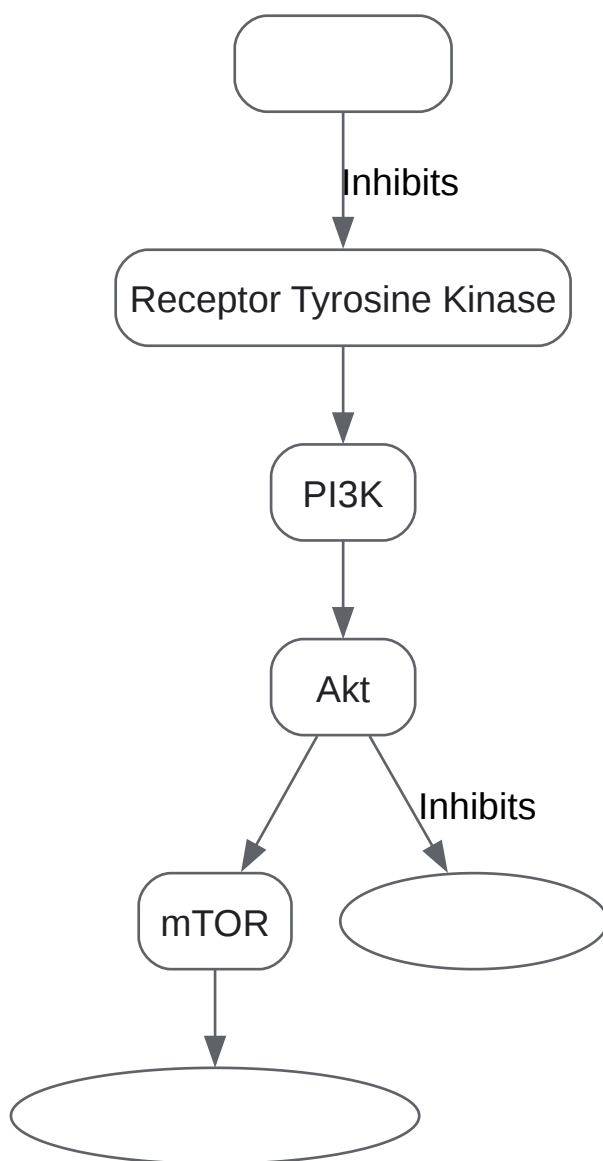 Inhibits
Receptor Tyrosine Kinase
PI3K
Akt
Inhibits
mTOR